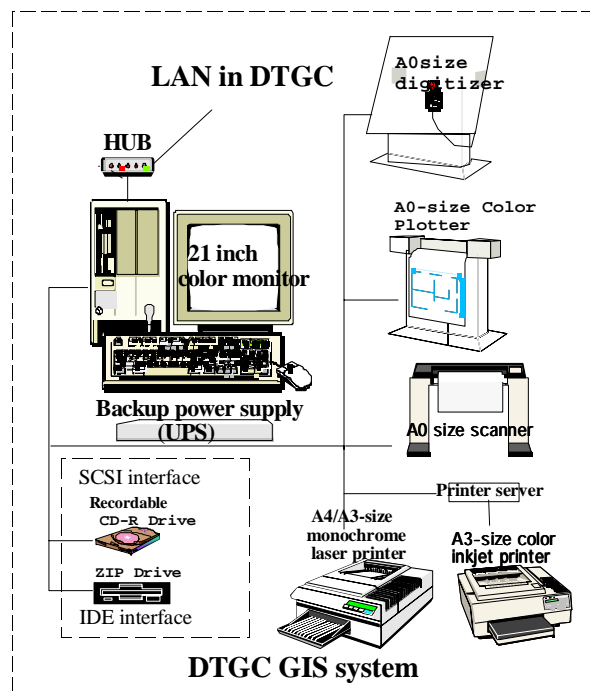 A0size
digitizer
LAN in DTGC
HUB
A0-size Color
Plotter
21 inch
color monitor
Backup power supply
(UPS)
A0 size scanner
SCSI interface
Recordable
CD-R Drive
ZIP Drive
IDE interface
Printer server
A4/A3-size
monochrome
laser printer
A3-size color
inkjet printer
DTGC GIS system